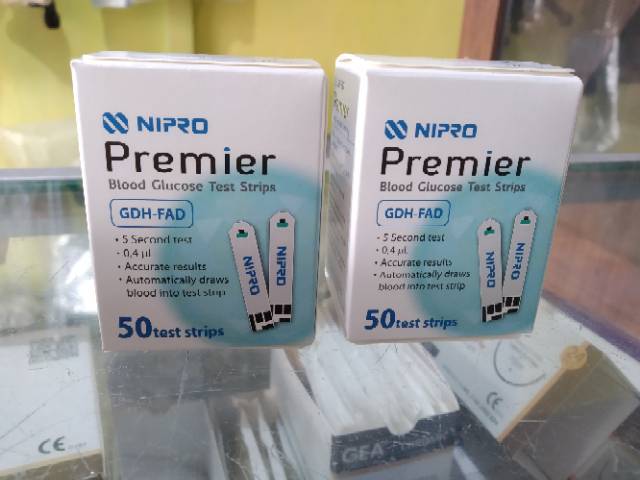 NIPRO
Premier
Blood Glucose Test Strips
GDH-FAD
• 5 Second test
• 0,4 µL
• Accurate results
• Automatically draws
blood into test strip
NIPRO
NIPRO
50 test strips
NIPRO
Premier
Blood Glucose Test Strips
GDH-FAD
• 5 Second test
• 0,4 µL
• Accurate results
• Automatically draws
blood into test strip
NIPRO
NIPRO
50 test strips
CE
GEA